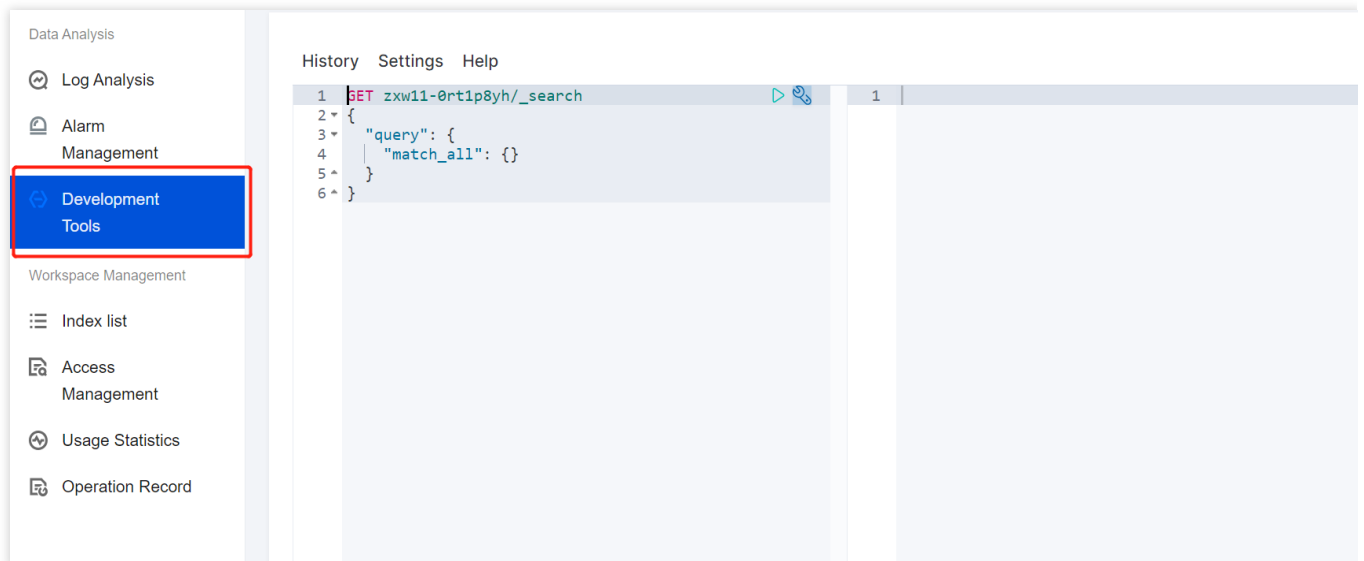 Data Analysis
Log Analysis
Alarm
Management
Development
Tools
Workspace Management
Index list
Access
Management
Usage Statistics
Operation Record
History Settings Help
1 GET zxw11-0rt1p8yh/_search
2 {
3 "query": {
4 "match_all": {}
5 }
6 }
1